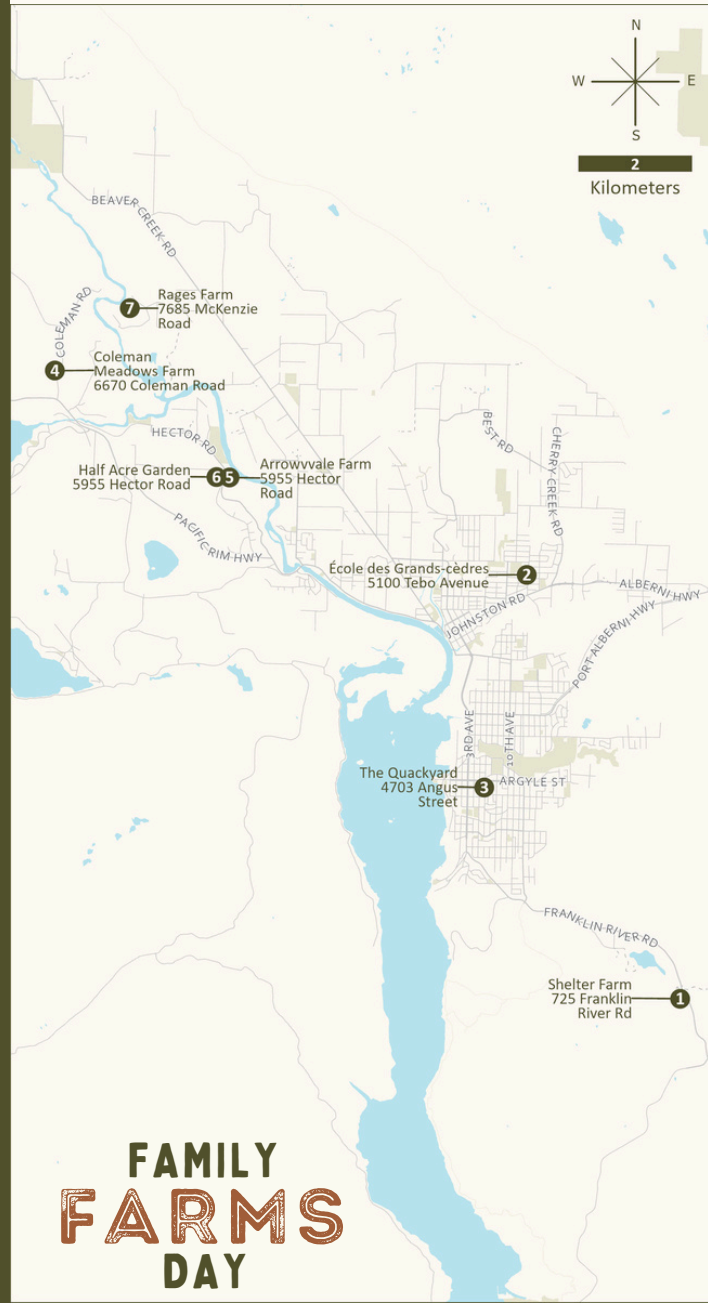 N
W E
S
2
Kilometers
BEAVER CREEK RD
7
Rages Farm
7685 McKenzie
Road
COLEMAN RD
4
Coleman
Meadows Farm
6670 Coleman Road
HECTOR RD
BEST RD
CHERRY CREEK RD
Half Acre Garden
5955 Hector Road
6
5
Arrowvvale Farm
5955 Hector
Road
PACIFIC RIM HWY
École des Grands-cèdres
5100 Tebo Avenue
2
ALBERNI HWY
JOHNSTON RD
PORT ALBERNI HWY
3RD AVE
10TH AVE
The Quackyard
4703 Angus
Street
3
ARGYLE ST
FRANKLIN RIVER RD
Shelter Farm
725 Franklin
River Rd
1
FAMILY
FARMS
DAY